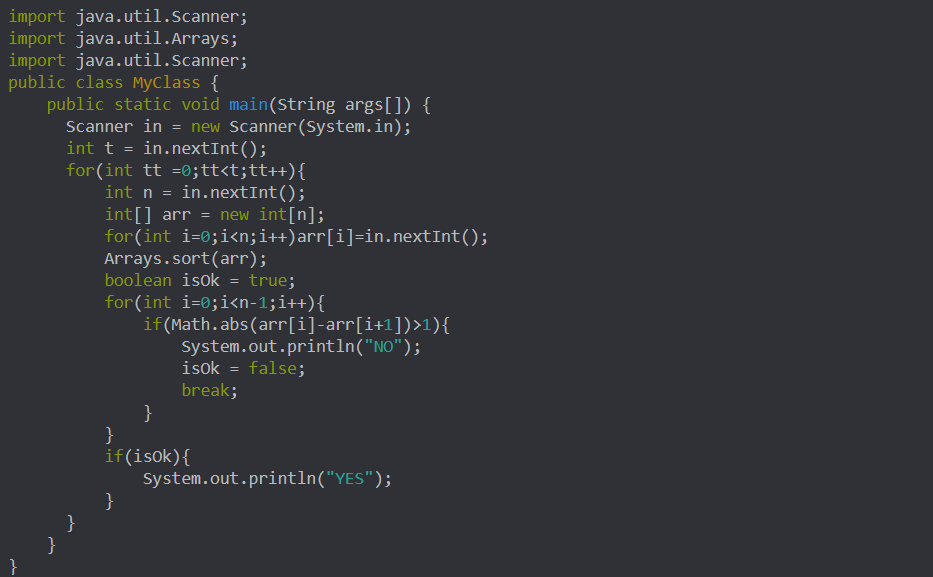 import java.util.Scanner;
import java.util.Arrays;
import java.util.Scanner;
public class MyClass {
    public static void main(String args[]) {
      Scanner in = new Scanner(System.in);
      int t = in.nextInt();
      for(int tt =0;tt<t;tt++){
          int n = in.nextInt();
          int[] arr = new int[n];
          for(int i=0;i<n;i++)arr[i]=in.nextInt();
          Arrays.sort(arr);
          boolean isOk = true;
          for(int i=0;i<n-1;i++){
              if(Math.abs(arr[i]-arr[i+1])>1){
                  System.out.println("NO");
                  isOk = false;
                  break;
              }
          }
          if(isOk){
              System.out.println("YES");
          }
      }
    }
}